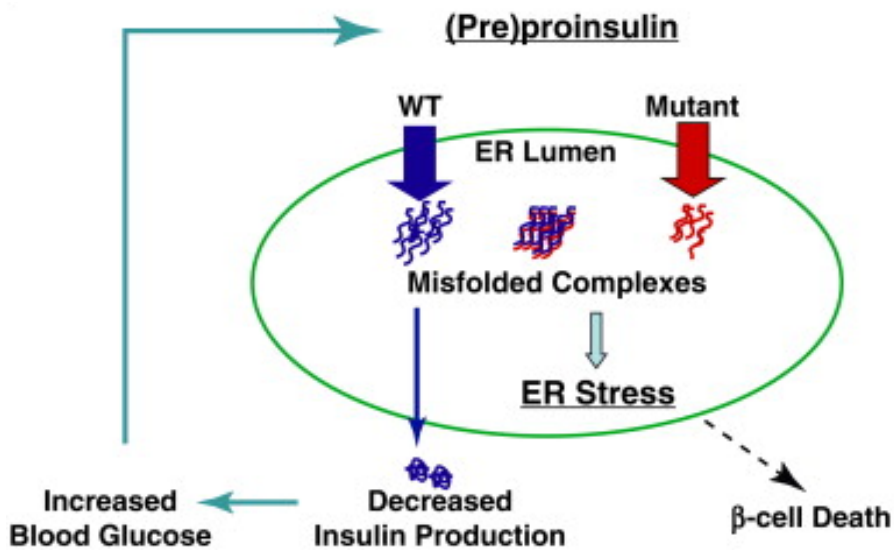 (Pre)proinsulin
WT
Mutant
ER Lumen
Misfolded Complexes
ER Stress
Increased
Blood Glucose
Decreased
Insulin Production
β-cell Death